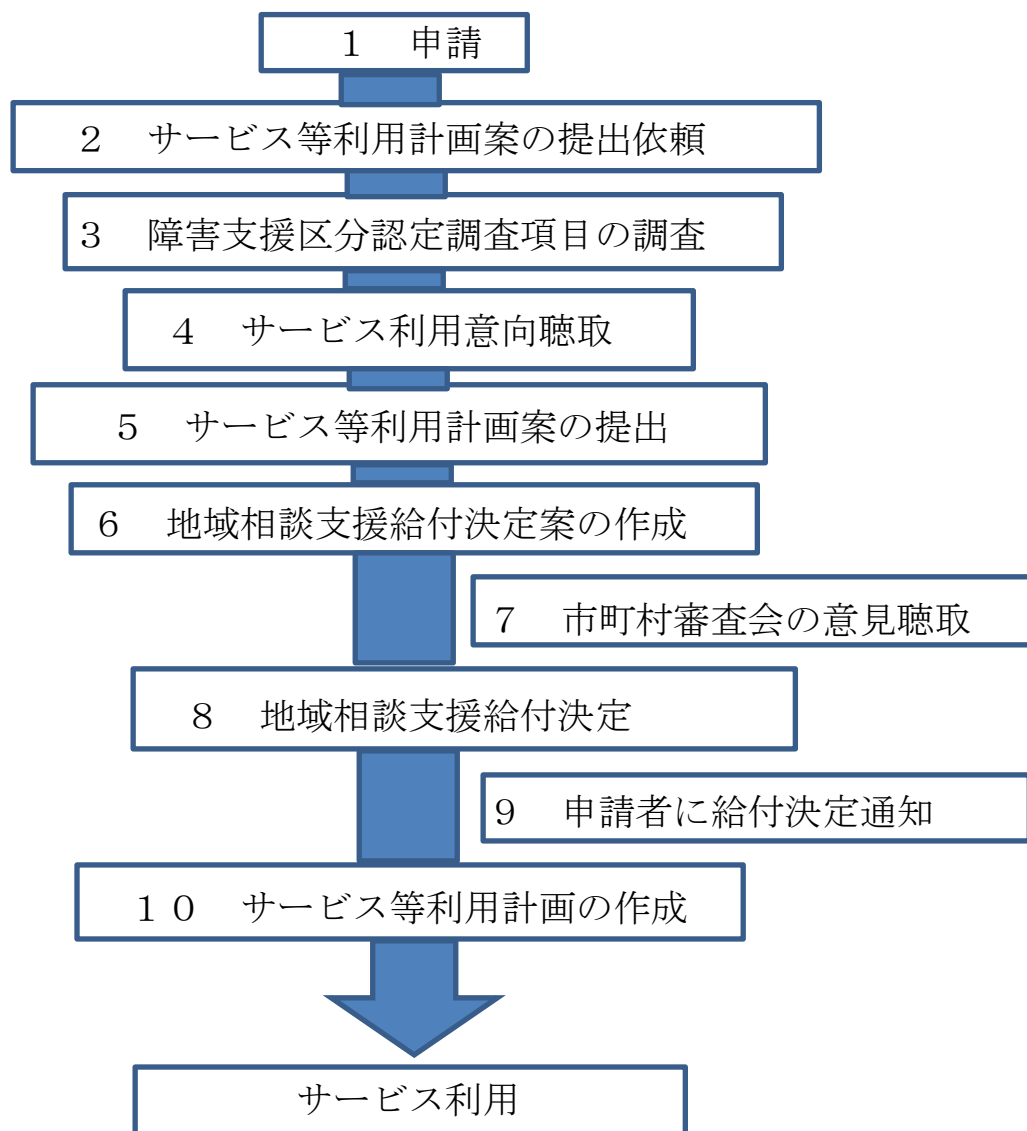 １　申請
２　サービス等利用計画案の提出依頼
３　障害支援区分認定調査項目の調査
４　サービス利用意向聴取
５　サービス等利用計画案の提出
６　地域相談支援給付決定案の作成
７　市町村審査会の意見聴取
８　地域相談支援給付決定
９　申請者に給付決定通知
１０　サービス等利用計画の作成
サービス利用